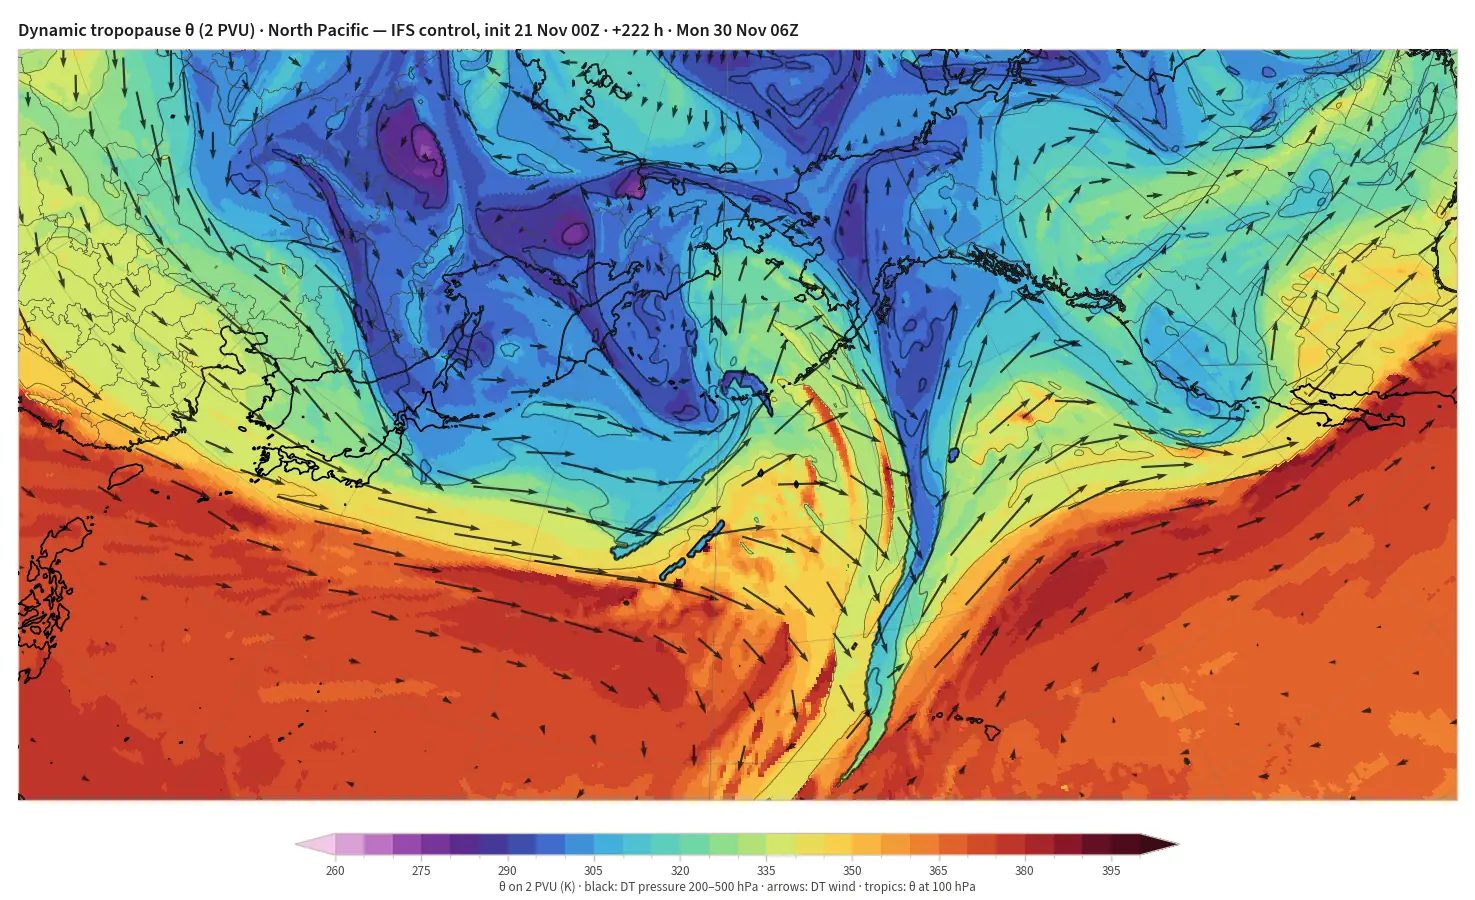 Dynamic tropopause θ (2 PVU) · North Pacific — IFS control, init 21 Nov 00Z · +222 h · Mon 30 Nov 06Z
260 275 290 305 320 335 350 365 380 395
θ on 2 PVU (K) · black: DT pressure 200–500 hPa · arrows: DT wind · tropics: θ at 100 hPa